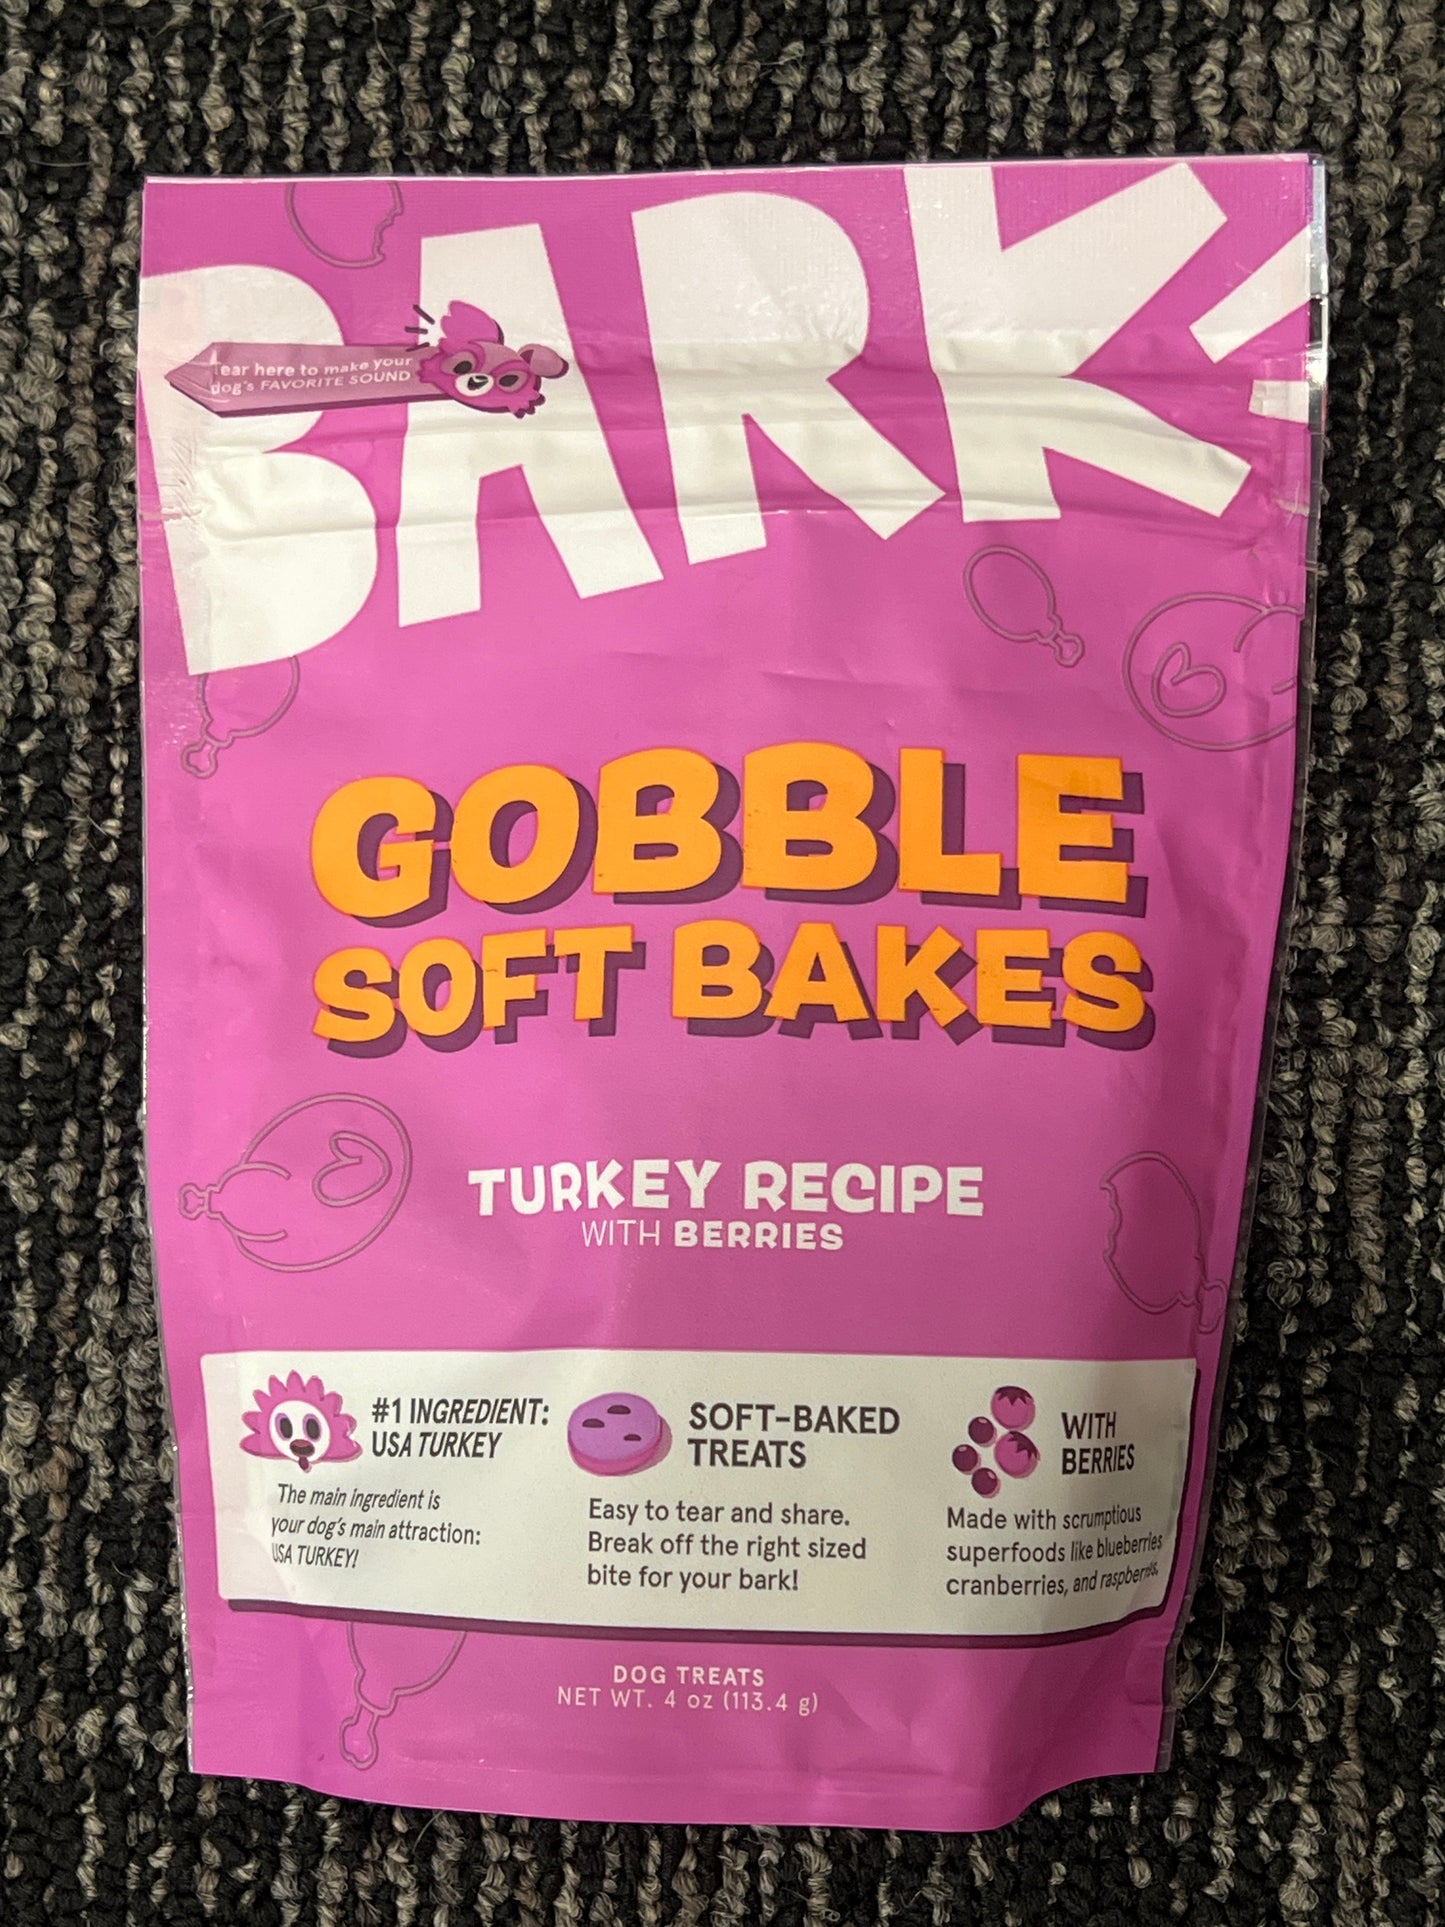 BARK
Tear here to make your
dog's FAVORITE SOUND
GOBBLE
SOFT BAKES
TURKEY RECIPE
WITH BERRIES
#1 INGREDIENT:
USA TURKEY
The main ingredient is
your dog's main attraction:
USA TURKEY!
SOFT-BAKED
TREATS
Easy to tear and share.
Break off the right sized
bite for your bark!
WITH
BERRIES
Made with scrumptious
superfoods like blueberries
cranberries, and raspberries.
DOG TREATS
NET WT. 4 oz (113.4 g)